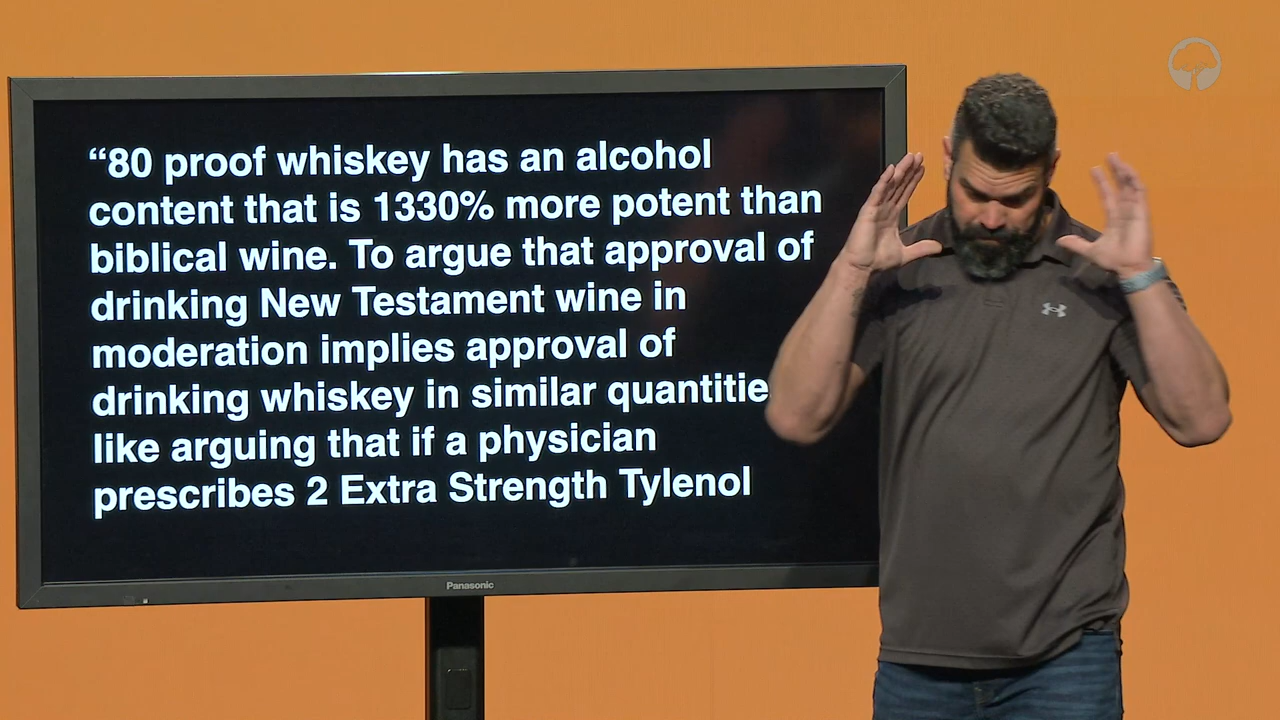 “80 proof whiskey has an alcohol
content that is 1330% more potent than
biblical wine. To argue that approval of
drinking New Testament wine in
moderation implies approval of
drinking whiskey in similar
like arguing that if a physician
prescribes 2 Extra Strength Tylenol
Panasonic